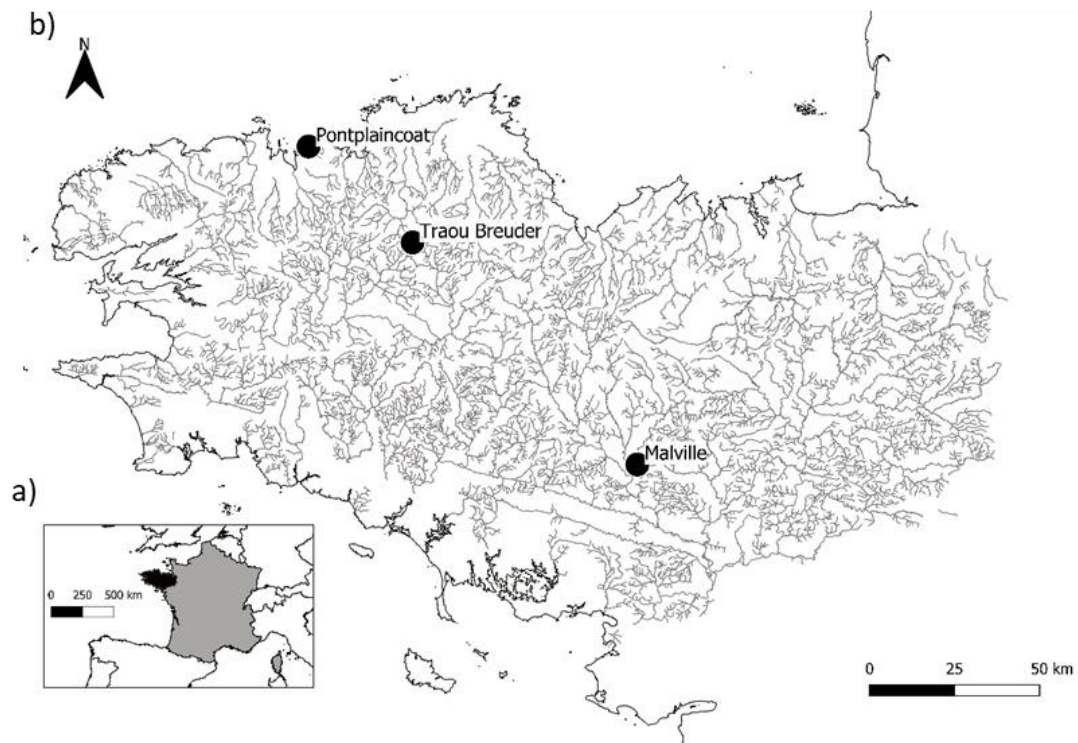 b)
N
Pontplaincoat
Traou Breuder
Malville
a)
0 250 500 km
0 25 50 km